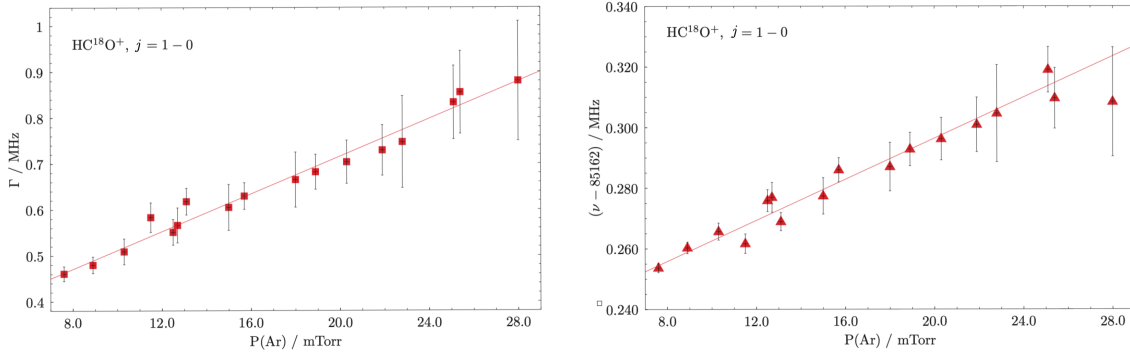 1
0.9
0.8
0.7
0.6
0.5
0.4
Γ / MHz
HC¹⁸O⁺, j = 1 − 0
8.0 12.0 16.0 20.0 24.0 28.0
P(Ar) / mTorr
0.340
0.320
0.300
0.280
0.260
0.240
(ν − 85162) / MHz
HC¹⁸O⁺, j = 1 − 0
8.0 12.0 16.0 20.0 24.0 28.0
P(Ar) / mTorr